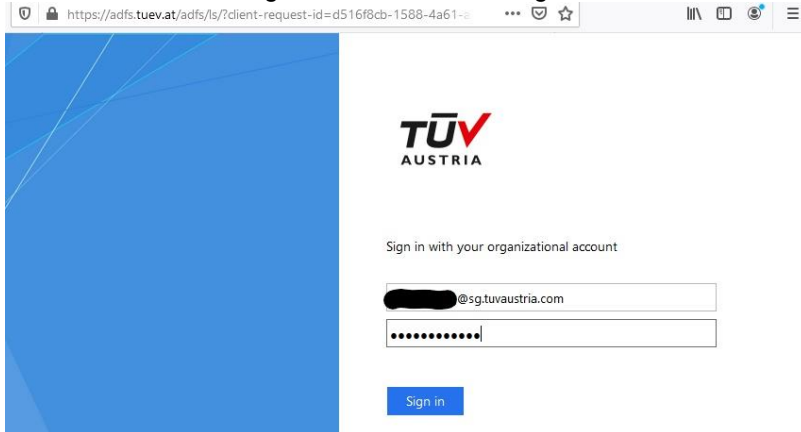 https://adfs.tuev.at/adfs/ls/?client-request-id=d516f8cb-1588-4a61-a
TÜV
AUSTRIA
Sign in with your organizational account
@sg.tuvaustria.com
••••••••••••
Sign in